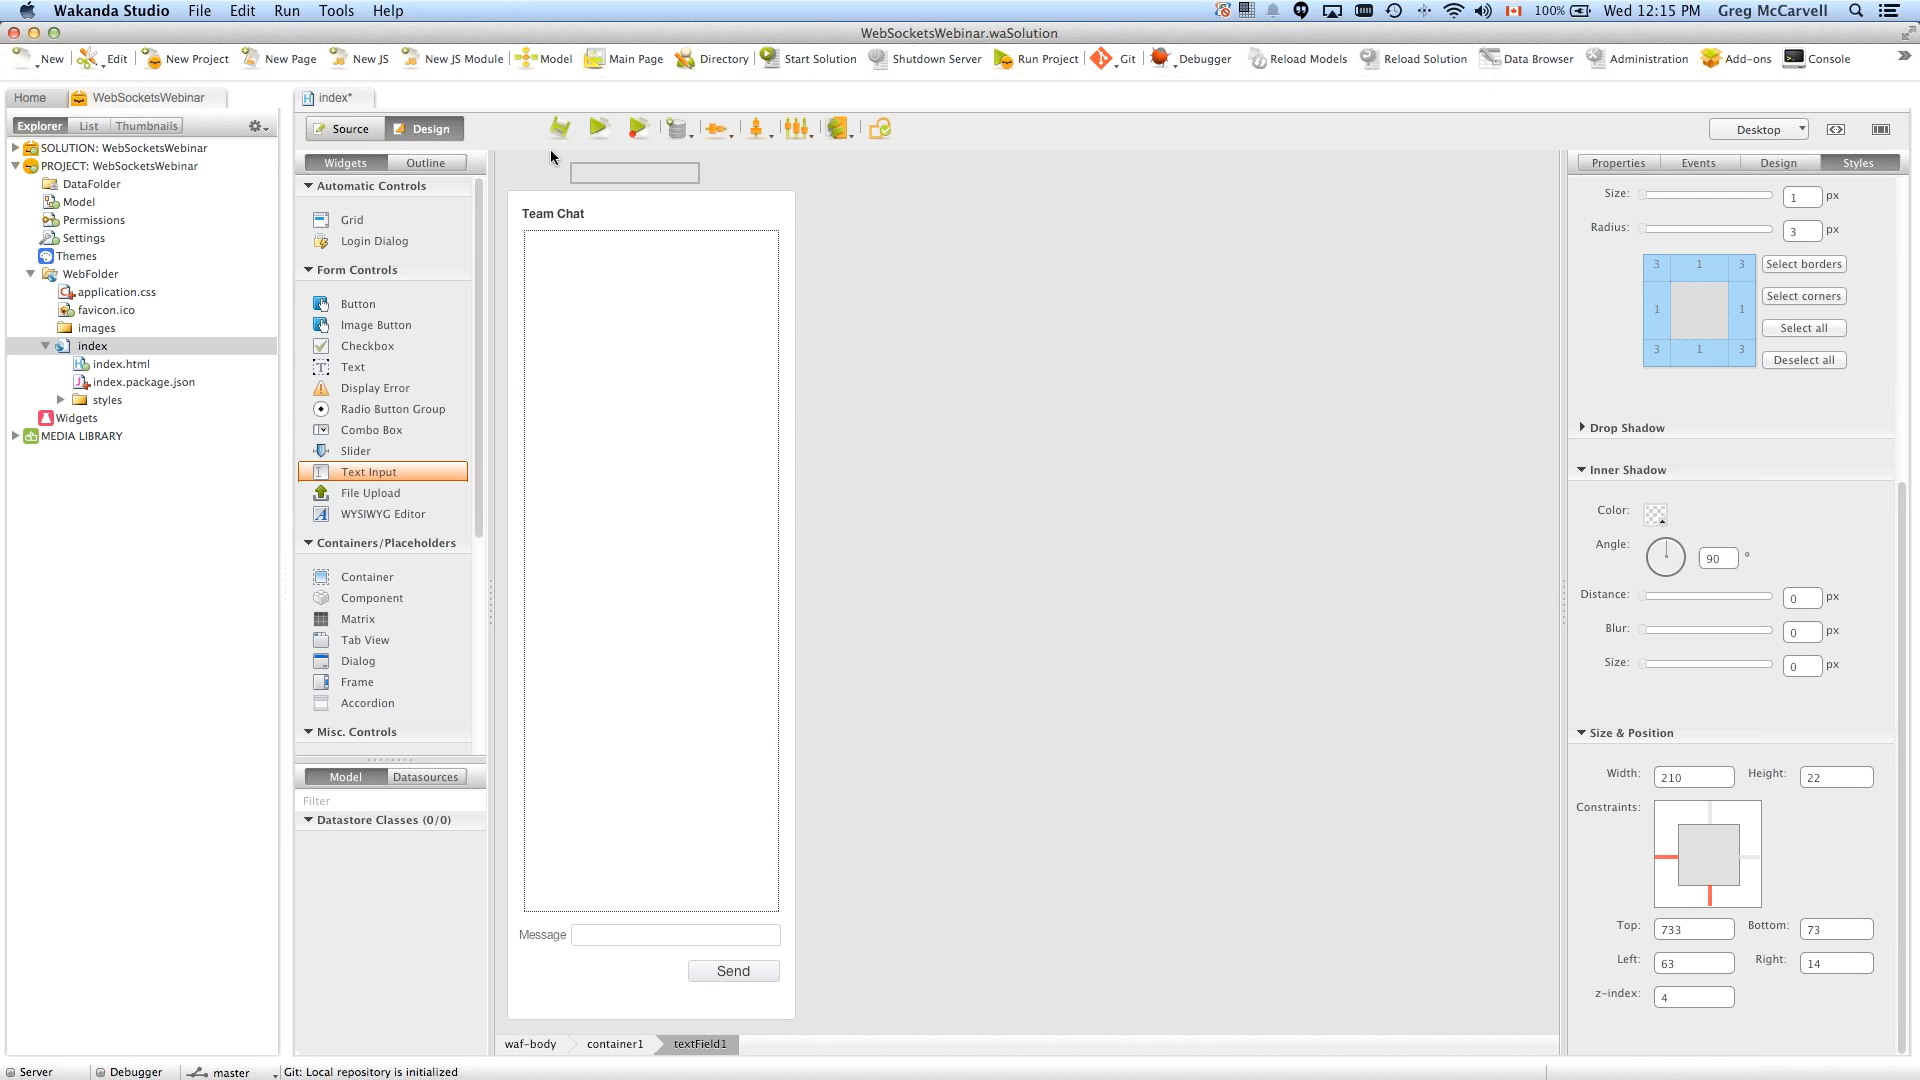 Wakanda Studio File Edit Run Tools Help 100% Wed 12:15 PM Greg McCarvell
WebSocketsWebinar.waSolution
New Edit New Project New Page New JS New JS Module Model Main Page Directory Start Solution Shutdown Server Run Project Git Debugger Reload Models Reload Solution Data Browser Administration Add-ons Console
Home WebSocketsWebinar index*
Explorer List Thumbnails
Source Design
Desktop
SOLUTION: WebSocketsWebinar
PROJECT: WebSocketsWebinar
DataFolder
Model
Permissions
Settings
Themes
WebFolder
application.css
favicon.ico
images
index
index.html
index.package.json
styles
Widgets
MEDIA LIBRARY
Widgets Outline
Automatic Controls
Grid
Login Dialog
Form Controls
Button
Image Button
Checkbox
Text
Display Error
Radio Button Group
Combo Box
Slider
Text Input
File Upload
WYSIWYG Editor
Containers/Placeholders
Container
Component
Matrix
Tab View
Dialog
Frame
Accordion
Misc. Controls
Model Datasources
Filter
Datastore Classes (0/0)
Team Chat
Message
Send
waf-body container1 textField1
Properties Events Design Styles
Size: 1 px
Radius: 3 px
3 1 3
1 1
3 1 3
Select borders
Select corners
Select all
Deselect all
Drop Shadow
Inner Shadow
Color:
Angle: 90 °
Distance: 0 px
Blur: 0 px
Size: 0 px
Size & Position
Width: 210 Height: 22
Constraints:
Top: 733 Bottom: 73
Left: 63 Right: 14
z-index: 4
Server Debugger master Git: Local repository is initialized